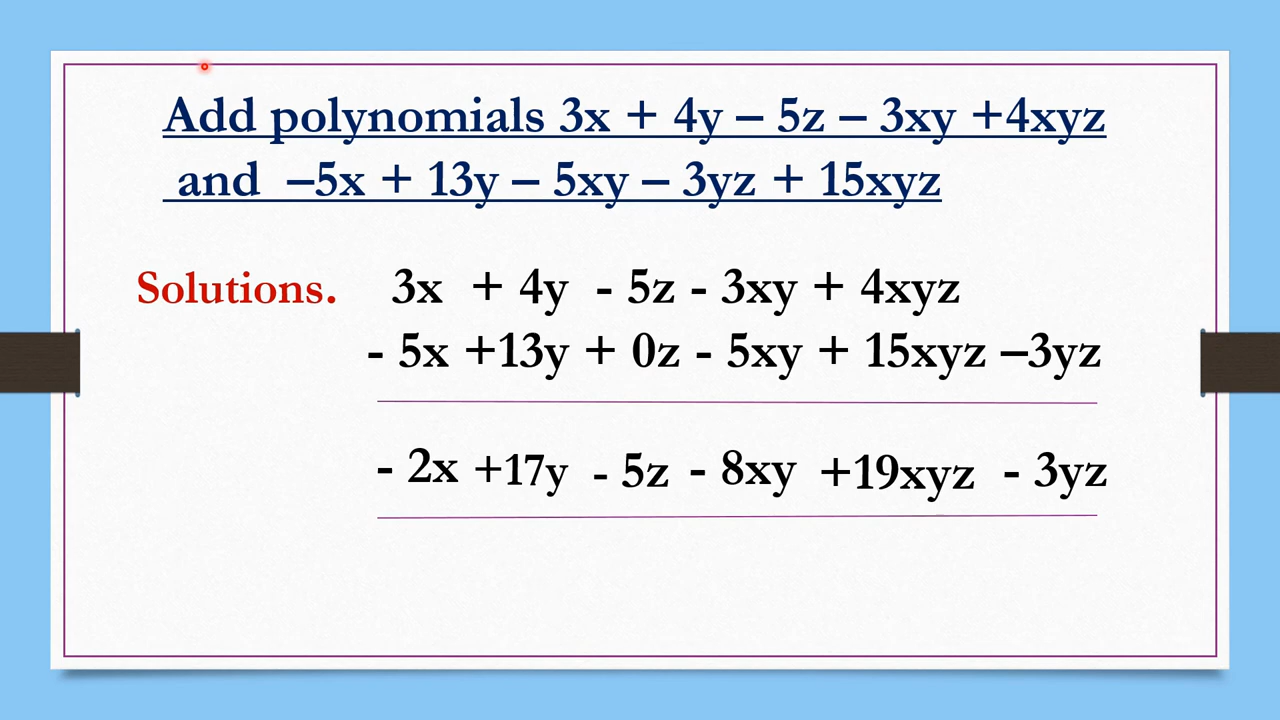 Add polynomials 3x + 4y – 5z – 3xy +4xyz
and –5x + 13y – 5xy – 3yz + 15xyz
Solutions. 3x + 4y - 5z - 3xy + 4xyz
- 5x +13y + 0z - 5xy + 15xyz –3yz
- 2x +17y - 5z - 8xy +19xyz - 3yz